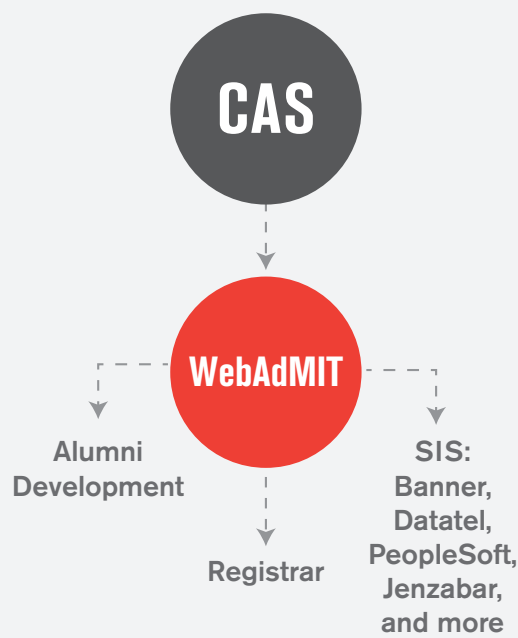 CAS
WebAdMIT
Alumni
Development
Registrar
SIS:
Banner,
Datatel,
PeopleSoft,
Jenzabar,
and more